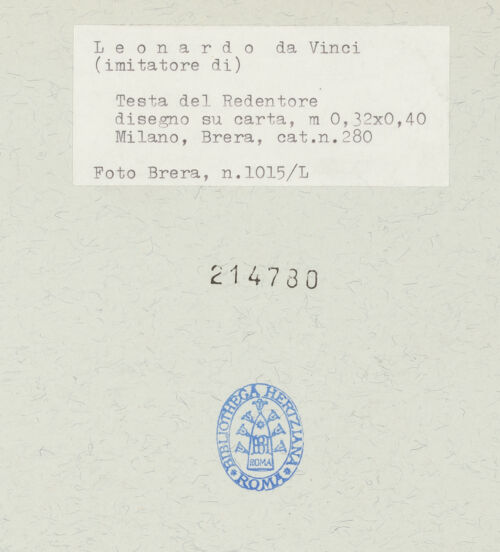 Leonardo da Vinci
(imitatore di)
Testa del Redentore
disegno su carta, m 0,32x0,40
Milano, Brera, cat.n.280
Foto Brera, n.1015/L
214780
BIBLIOTHECA HERTZIANA
ROMA
* ROMA *